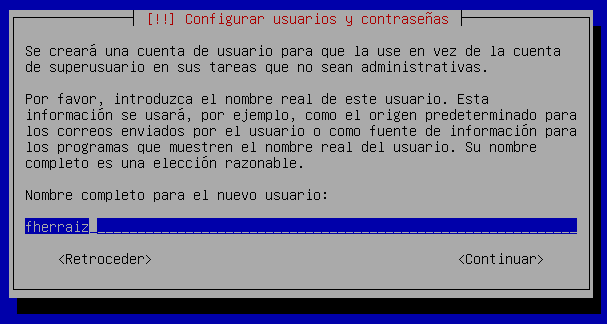 [!!] Configurar usuarios y contraseñas
Se creará una cuenta de usuario para que la use en vez de la cuenta
de superusuario en sus tareas que no sean administrativas.
Por favor, introduzca el nombre real de este usuario. Esta
información se usará, por ejemplo, como el origen predeterminado para
los correos enviados por el usuario o como fuente de información para
los programas que muestren el nombre real del usuario. Su nombre
completo es una elección razonable.
Nombre completo para el nuevo usuario:
fherraiz
<Retroceder> <Continuar>